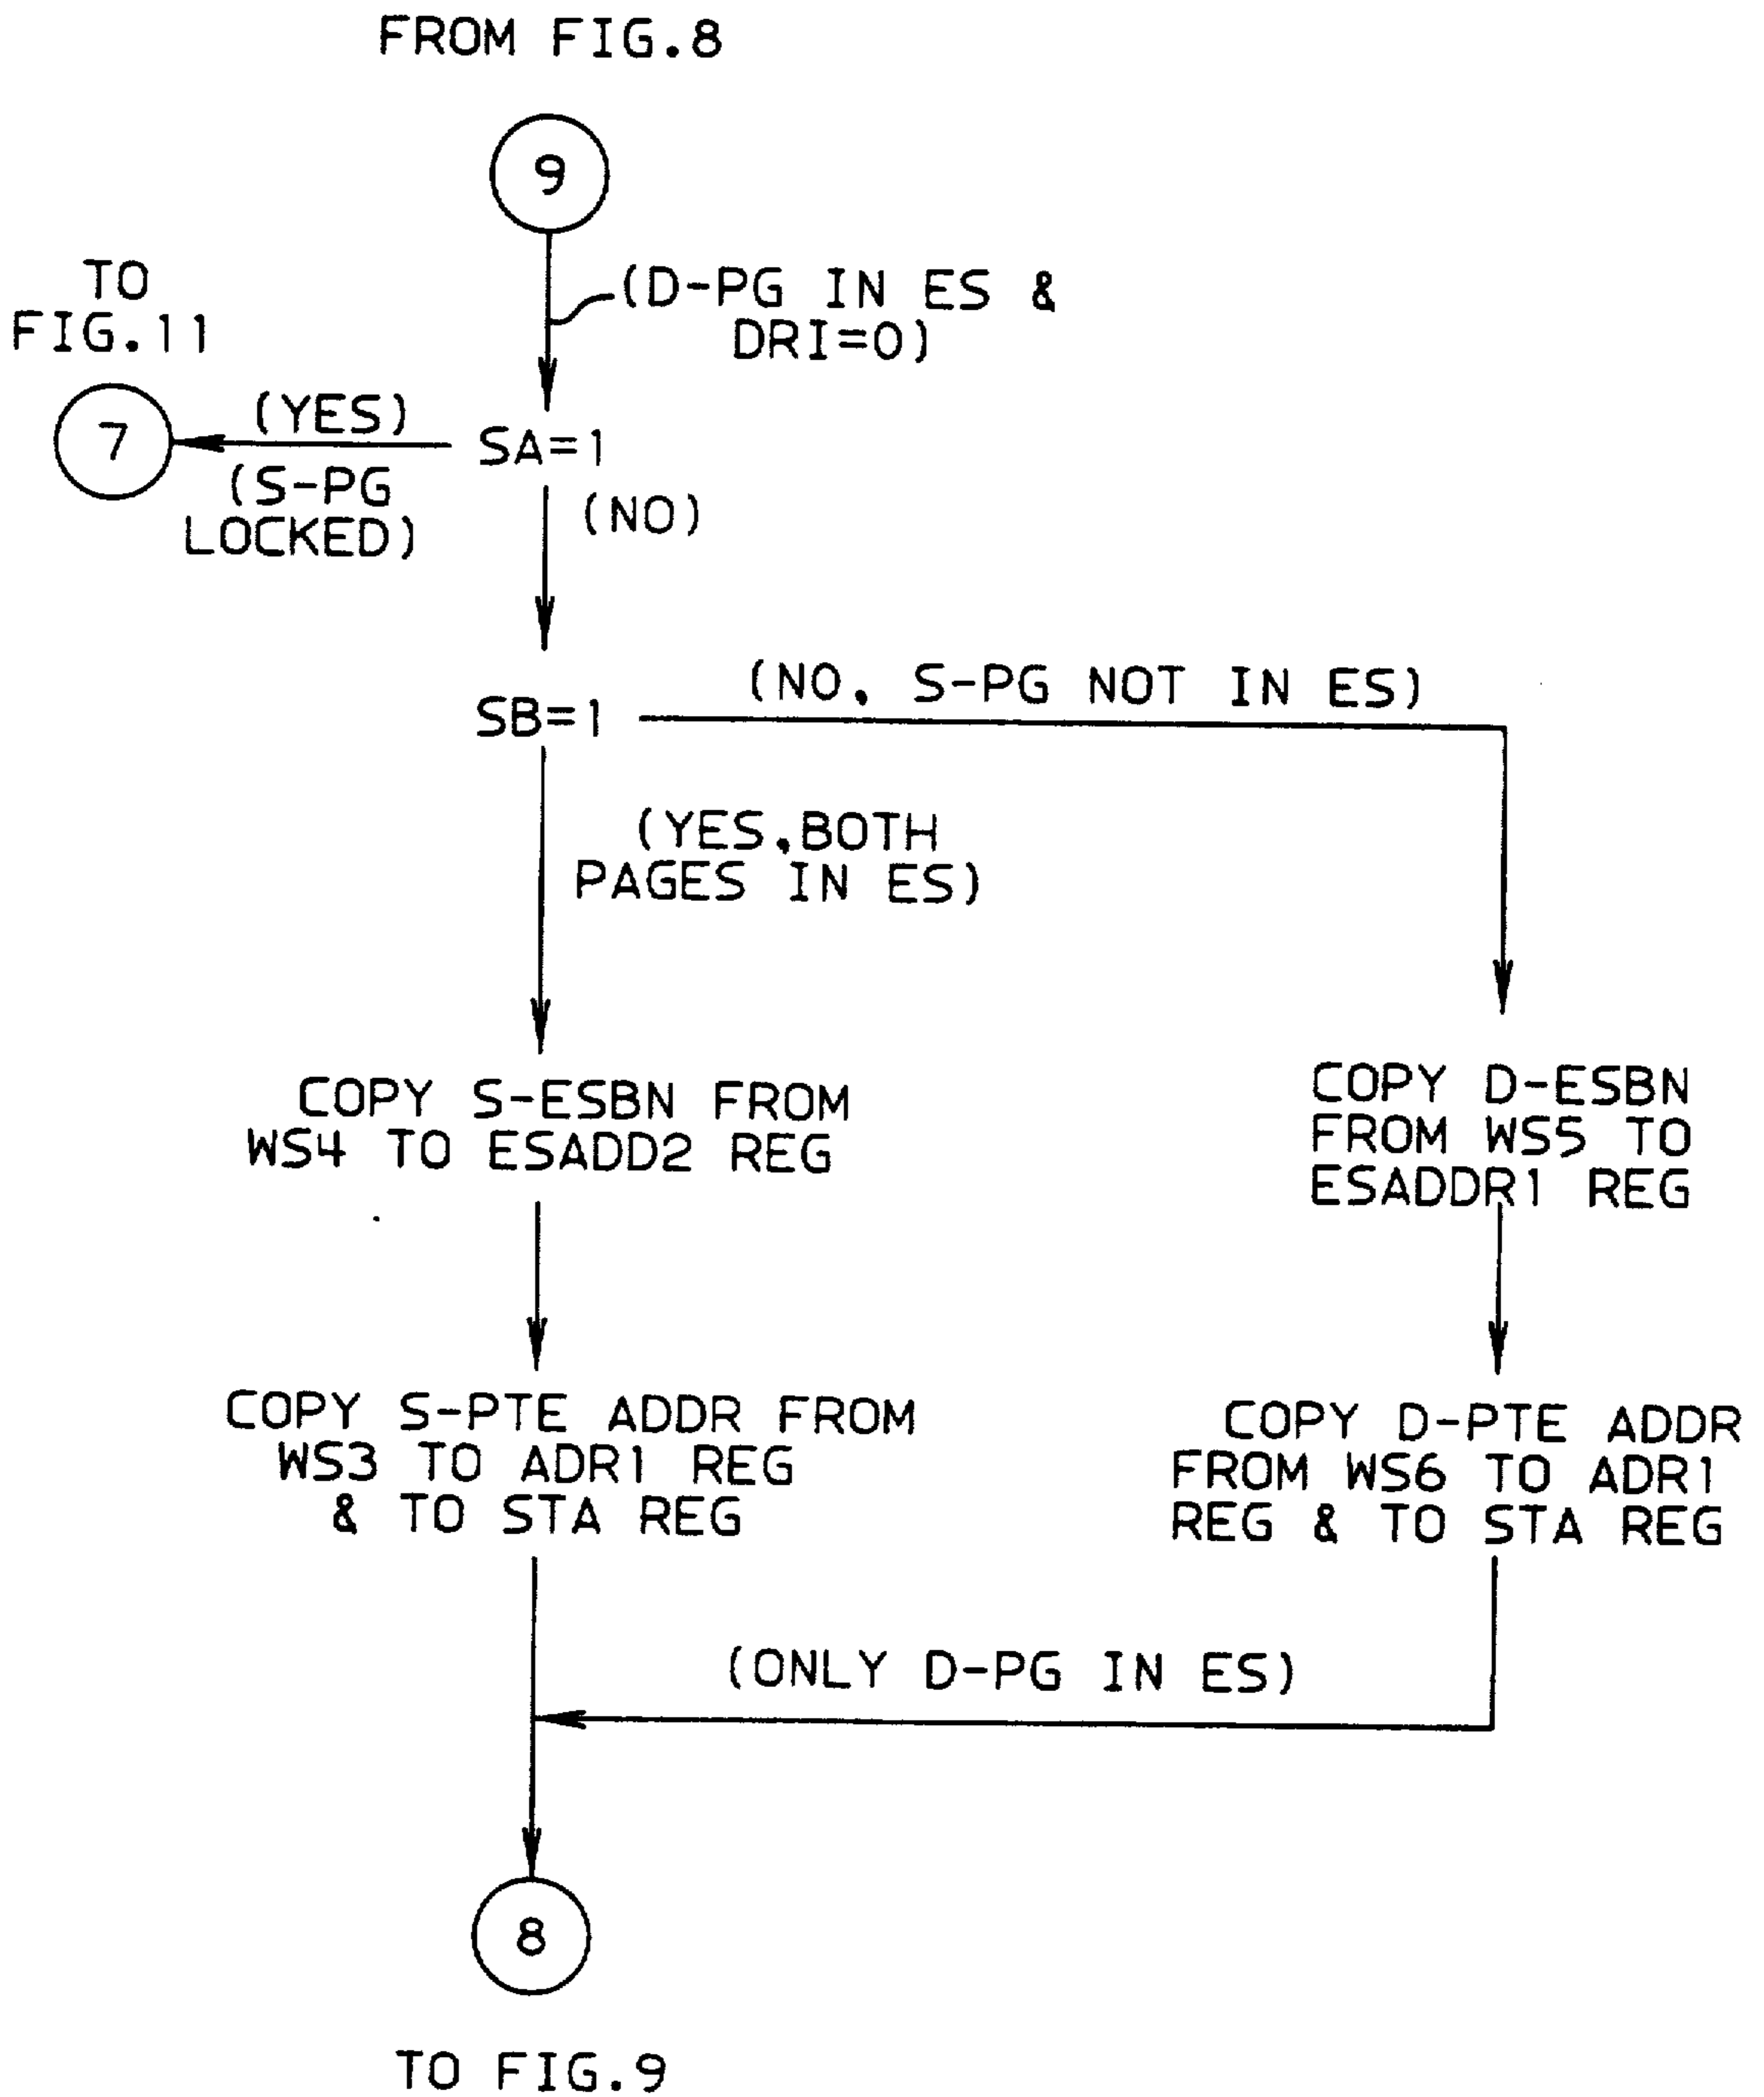 FROM FIG.8
9
(D-PG IN ES &
DRI=0)
TO
FIG.11
7
(YES)
(S-PG
LOCKED)
SA=1
(NO)
SB=1
(NO. S-PG NOT IN ES)
(YES.BOTH
PAGES IN ES)
COPY S-ESBN FROM
WS4 TO ESADD2 REG
COPY D-ESBN
FROM WS5 TO
ESADDR1 REG
COPY S-PTE ADDR FROM
WS3 TO ADR1 REG
& TO STA REG
COPY D-PTE ADDR
FROM WS6 TO ADR1
REG & TO STA REG
(ONLY D-PG IN ES)
8
TO FIG.9